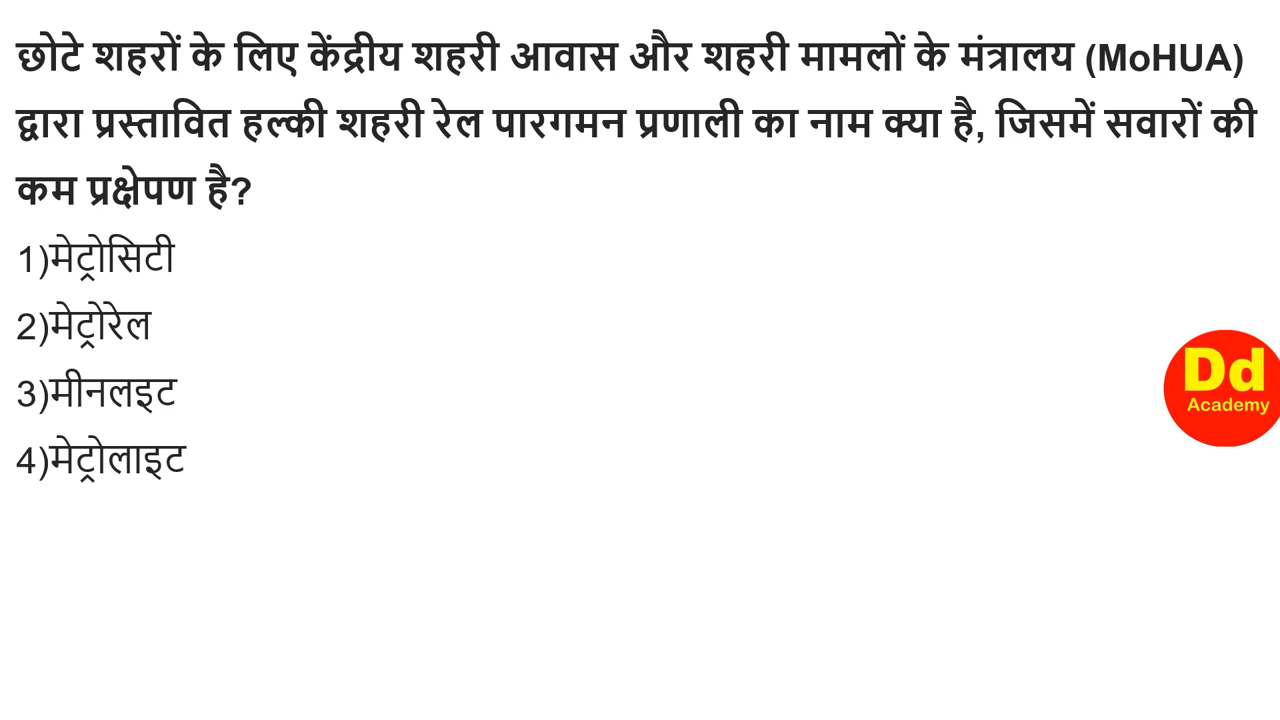 छोटे शहरों के लिए केंद्रीय शहरी आवास और शहरी मामलों के मंत्रालय (MoHUA)
द्वारा प्रस्तावित हल्की शहरी रेल पारगमन प्रणाली का नाम क्या है, जिसमें सवारों की
कम प्रक्षेपण है?
1)मेट्रोसिटी
2)मेट्रोरेल
3)मीनलइट
4)मेट्रोलाइट
Dd
Academy